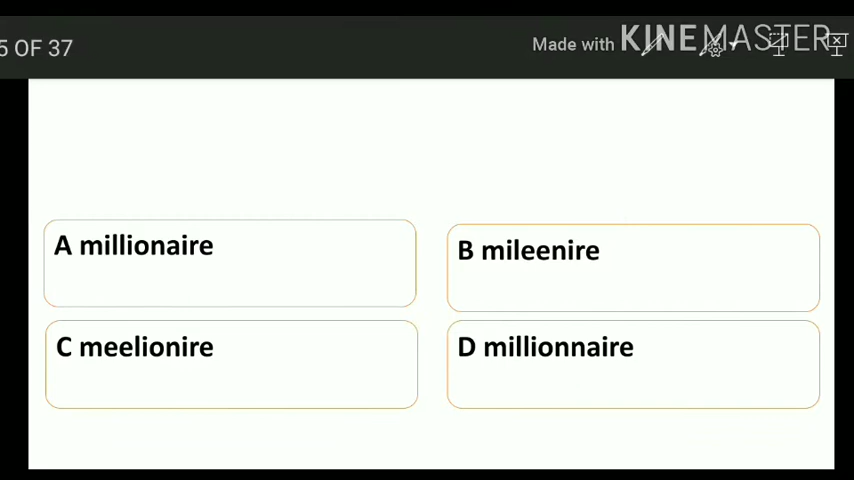 5 OF 37
Made with KINEMASTER
A millionaire
B mileenire
C meelionire
D millionnaire